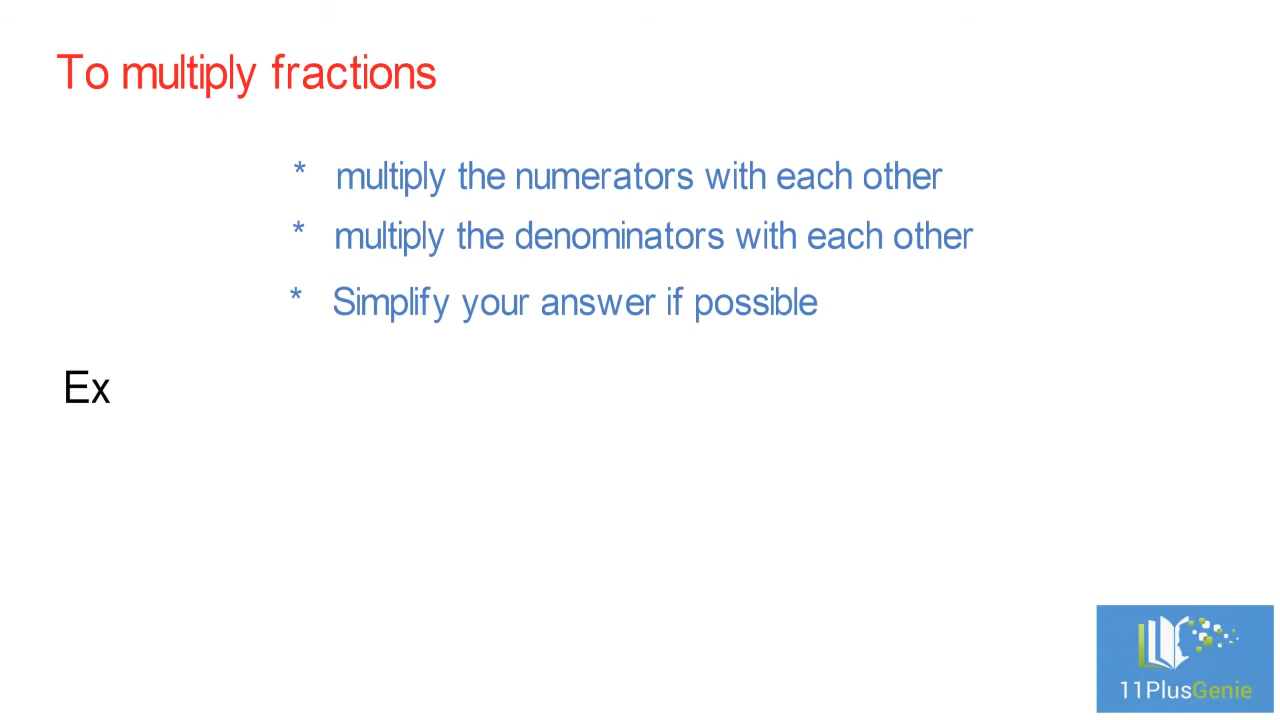 To multiply fractions
* multiply the numerators with each other
* multiply the denominators with each other
* Simplify your answer if possible
Ex
11PlusGenie